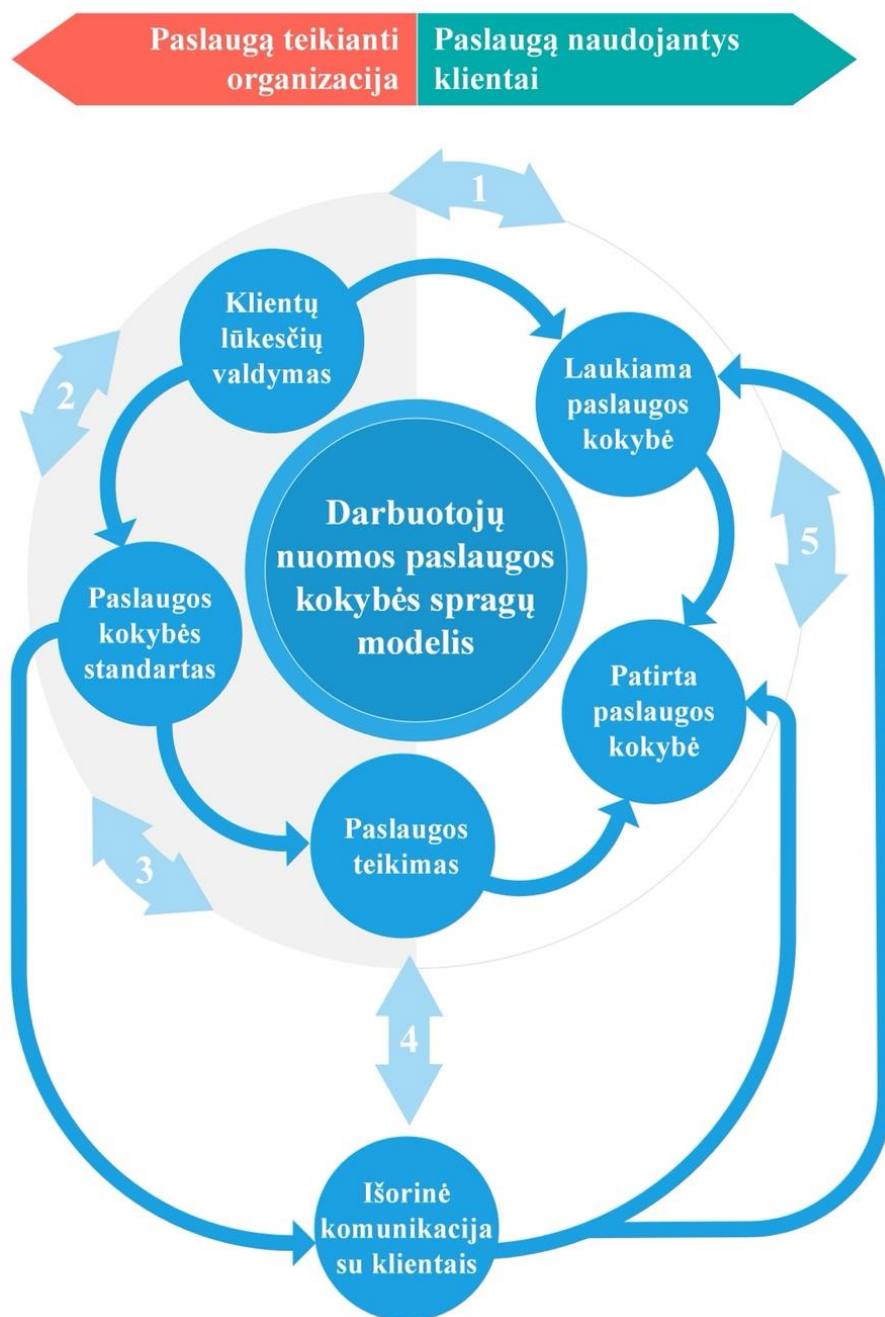 Paslaugą teikianti
organizacija
Paslaugą naudojantys
klientai
1
Klientų
lūkesčių
valdymas
2
Laukiama
paslaugos
kokybė
Darbuotojų
nuomos paslaugos
kokybės spragų
modelis
5
Paslaugos
kokybės
standartas
Patirta
paslaugos
kokybė
Paslaugos
teikimas
3
4
Išorinė
komunikacija
su klientais